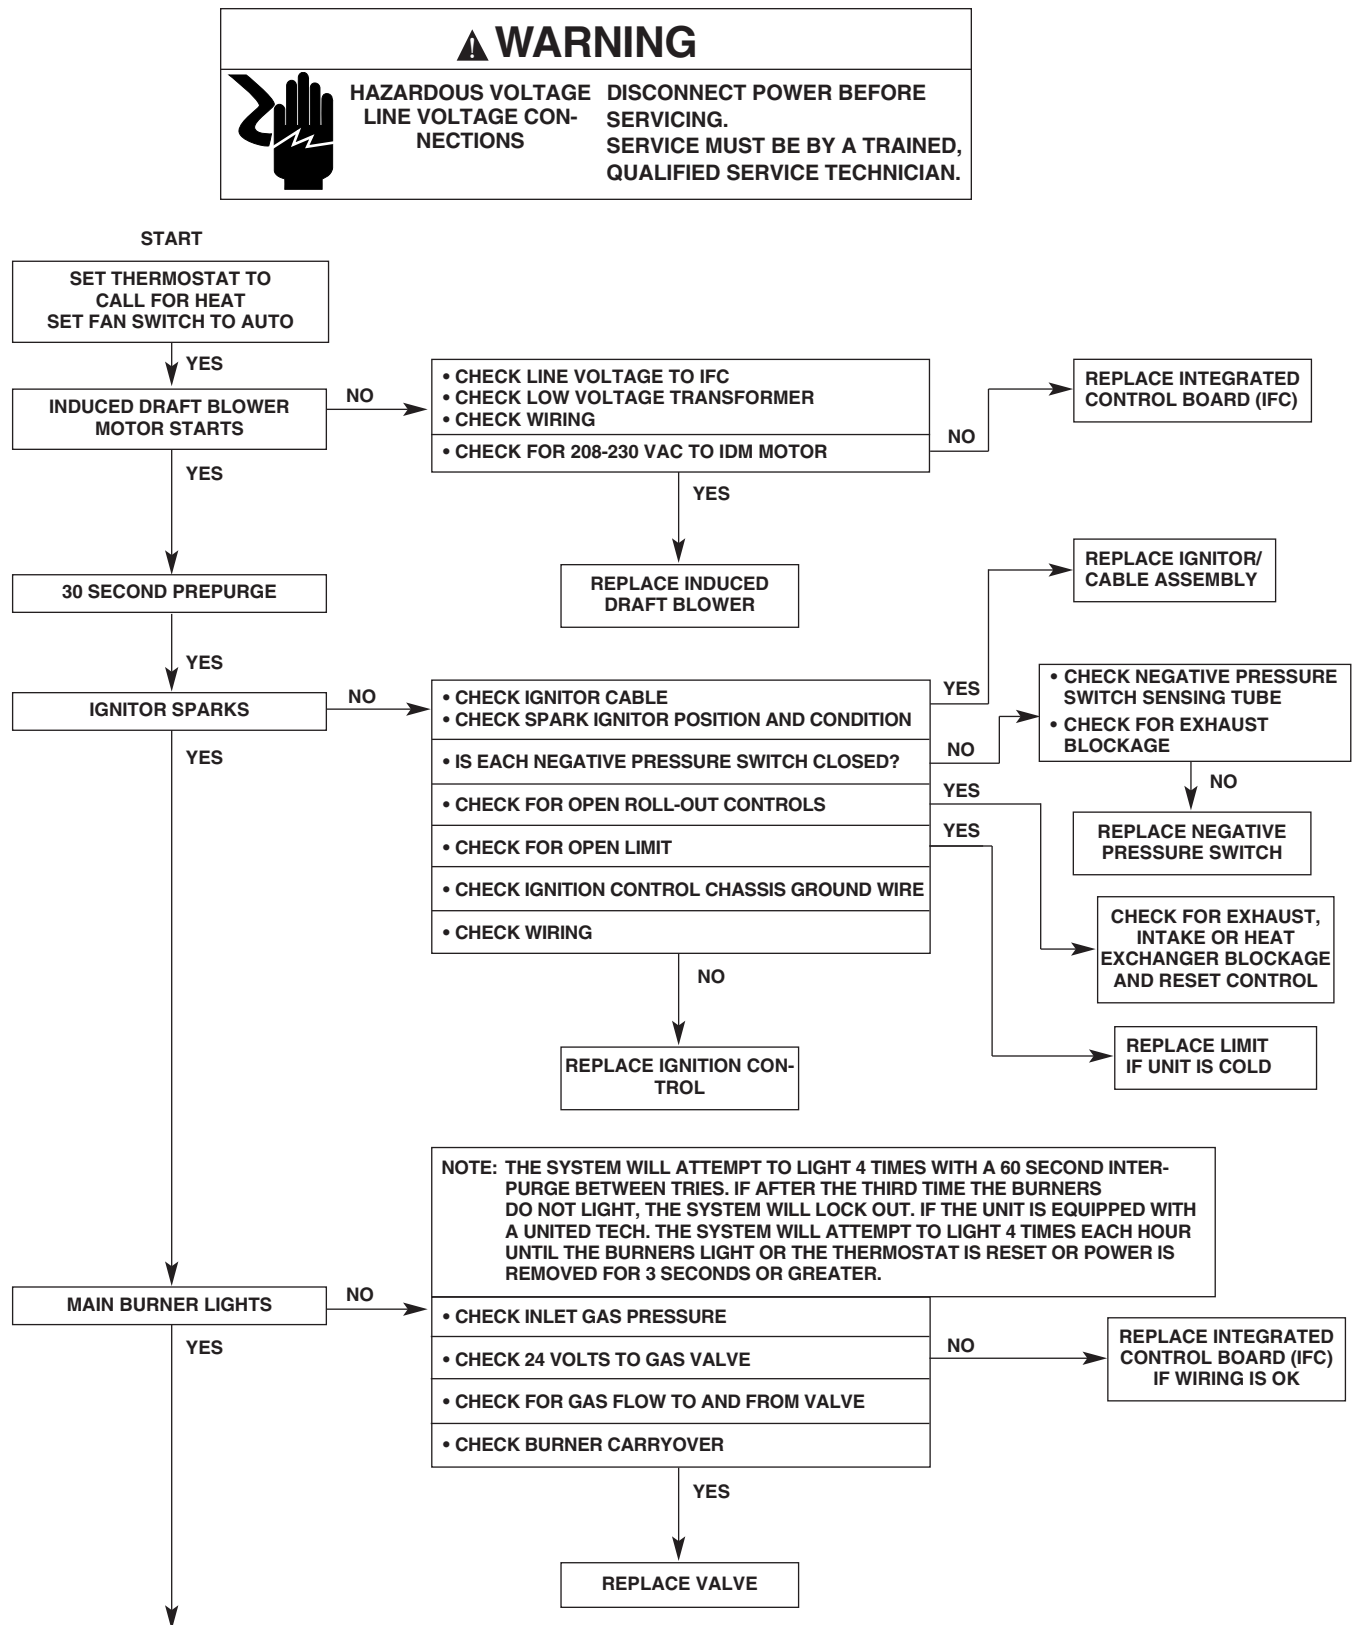 WARNING
HAZARDOUS VOLTAGE
LINE VOLTAGE CON-
NECTIONS
DISCONNECT POWER BEFORE
SERVICING.
SERVICE MUST BE BY A TRAINED,
QUALIFIED SERVICE TECHNICIAN.
START
SET THERMOSTAT TO
CALL FOR HEAT
SET FAN SWITCH TO AUTO
YES
INDUCED DRAFT BLOWER
MOTOR STARTS
NO
• CHECK LINE VOLTAGE TO IFC
• CHECK LOW VOLTAGE TRANSFORMER
• CHECK WIRING
• CHECK FOR 208-230 VAC TO IDM MOTOR
NO
REPLACE INTEGRATED
CONTROL BOARD (IFC)
YES
REPLACE INDUCED
DRAFT BLOWER
YES
30 SECOND PREPURGE
YES
IGNITOR SPARKS
NO
• CHECK IGNITOR CABLE
• CHECK SPARK IGNITOR POSITION AND CONDITION
YES
REPLACE IGNITOR/
CABLE ASSEMBLY
• IS EACH NEGATIVE PRESSURE SWITCH CLOSED?
NO
• CHECK NEGATIVE PRESSURE
SWITCH SENSING TUBE
• CHECK FOR EXHAUST
BLOCKAGE
NO
REPLACE NEGATIVE
PRESSURE SWITCH
• CHECK FOR OPEN ROLL-OUT CONTROLS
YES
CHECK FOR EXHAUST,
INTAKE OR HEAT
EXCHANGER BLOCKAGE
AND RESET CONTROL
• CHECK FOR OPEN LIMIT
YES
REPLACE LIMIT
IF UNIT IS COLD
• CHECK IGNITION CONTROL CHASSIS GROUND WIRE
• CHECK WIRING
NO
REPLACE IGNITION CON-
TROL
YES
NOTE: THE SYSTEM WILL ATTEMPT TO LIGHT 4 TIMES WITH A 60 SECOND INTER-
PURGE BETWEEN TRIES. IF AFTER THE THIRD TIME THE BURNERS
DO NOT LIGHT, THE SYSTEM WILL LOCK OUT. IF THE UNIT IS EQUIPPED WITH
A UNITED TECH. THE SYSTEM WILL ATTEMPT TO LIGHT 4 TIMES EACH HOUR
UNTIL THE BURNERS LIGHT OR THE THERMOSTAT IS RESET OR POWER IS
REMOVED FOR 3 SECONDS OR GREATER.
MAIN BURNER LIGHTS
NO
• CHECK INLET GAS PRESSURE
• CHECK 24 VOLTS TO GAS VALVE
NO
REPLACE INTEGRATED
CONTROL BOARD (IFC)
IF WIRING IS OK
• CHECK FOR GAS FLOW TO AND FROM VALVE
• CHECK BURNER CARRYOVER
YES
REPLACE VALVE
YES